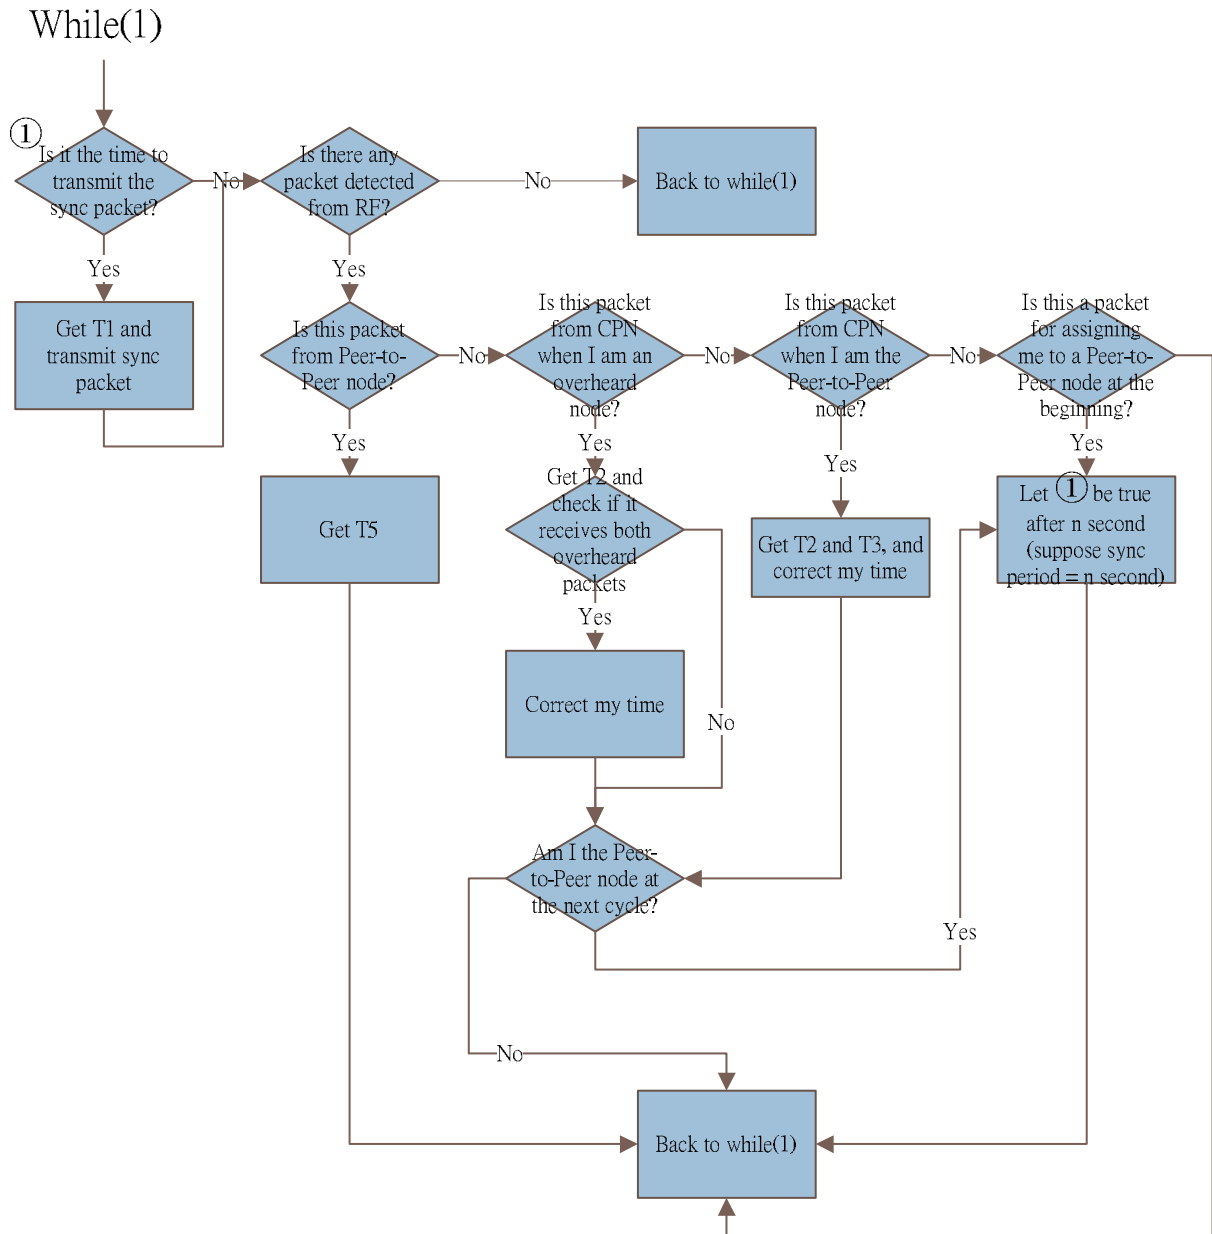 While(1)
①
Is it the time to
transmit the
sync packet?
No
Is there any
packet detected
from RF?
No
Back to while(1)
Yes
Yes
Get T1 and
transmit sync
packet
Is this packet
from Peer-to-
Peer node?
No
Is this packet
from CPN
when I am an
overheard
node?
No
Is this packet
from CPN
when I am the
Peer-to-Peer
node?
No
Is this a packet
for assigning
me to a Peer-to-
Peer node at the
beginning?
Yes
Yes
Yes
Yes
Get T5
Get T2 and
check if it
receives both
overheard
packets
Get T2 and T3, and
correct my time
Let ① be true
after n second
(suppose sync
period = n second)
Yes
Correct my time
No
Am I the Peer-
to-Peer node at
the next cycle?
Yes
No
Back to while(1)